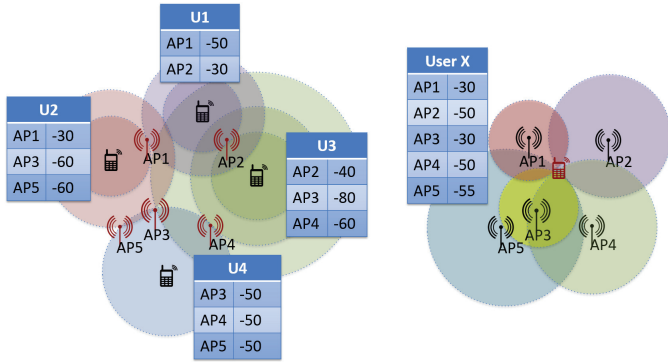 U1
AP1 -50
AP2 -30
U2
AP1 -30
AP3 -60
AP5 -60
U3
AP2 -40
AP3 -80
AP4 -60
U4
AP3 -50
AP4 -50
AP5 -50
AP1
AP2
AP3
AP4
AP5
User X
AP1 -30
AP2 -50
AP3 -30
AP4 -50
AP5 -55
AP1
AP2
AP3
AP4
AP5